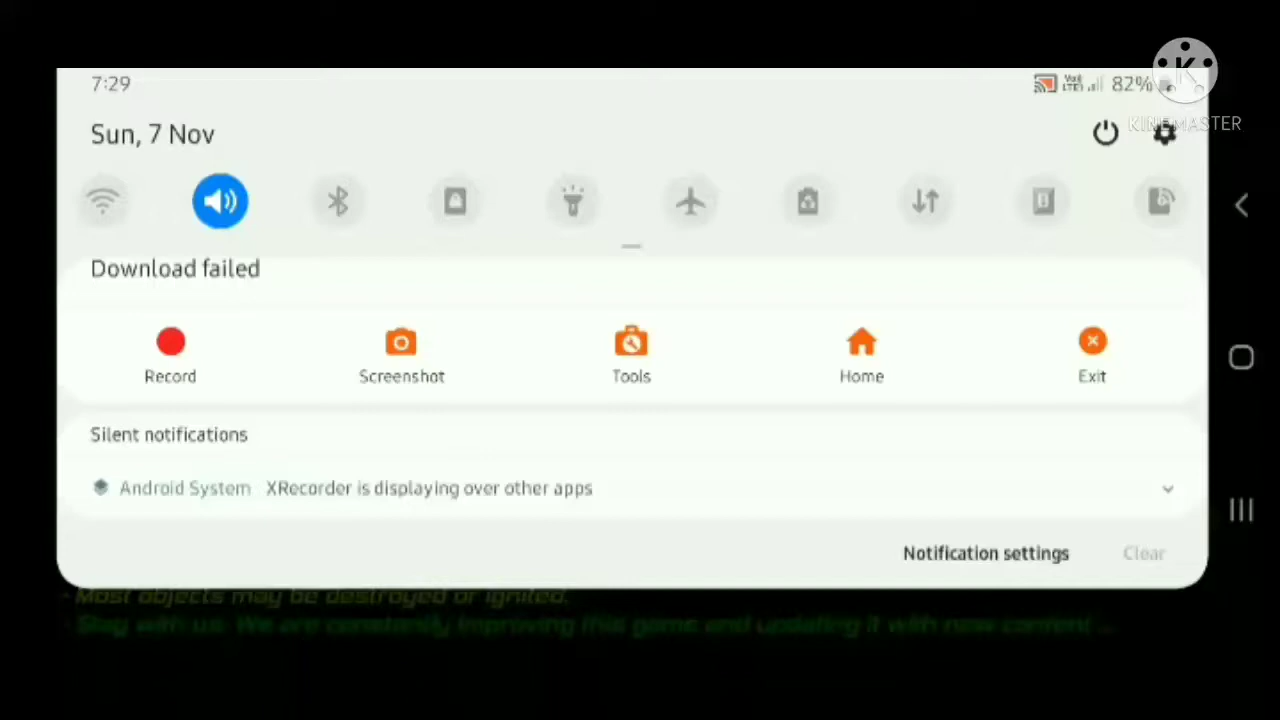 7:29
82%
KINEMASTER
Sun, 7 Nov
Download failed
Record
Screenshot
Tools
Home
Exit
Silent notifications
Android System XRecorder is displaying over other apps
Notification settings
Clear
- Most objects may be destroyed or ignited.
- Stay with us. We are constantly improving this game and updating it with new content ...